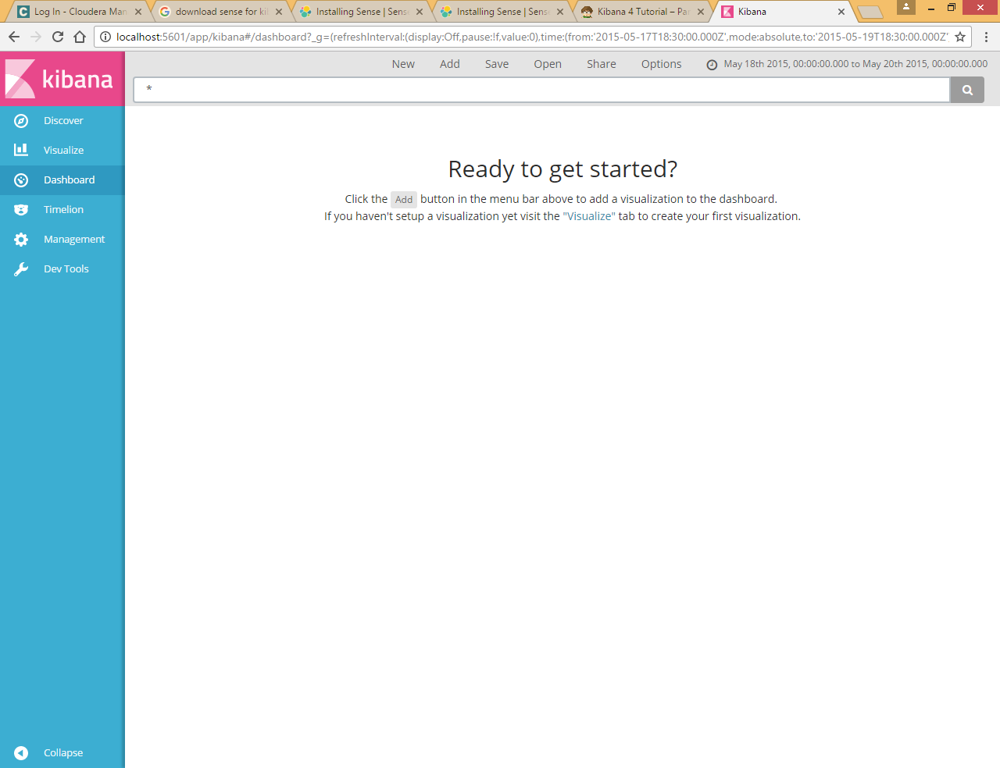 Log In - Cloudera Man
download sense for ki
Installing Sense | Sens
Installing Sense | Sens
Kibana 4 Tutorial – Pa
Kibana
localhost:5601/app/kibana#/dashboard?_g=(refreshInterval:(display:Off,pause:!f,value:0),time:(from:'2015-05-17T18:30:00.000Z',mode:absolute,to:'2015-05-19T18:30:00.000Z'
kibana
New Add Save Open Share Options May 18th 2015, 00:00:00.000 to May 20th 2015, 00:00:00.000
*
Discover
Visualize
Dashboard
Timelion
Management
Dev Tools
Collapse
Ready to get started?
Click the Add button in the menu bar above to add a visualization to the dashboard.
If you haven't setup a visualization yet visit the "Visualize" tab to create your first visualization.